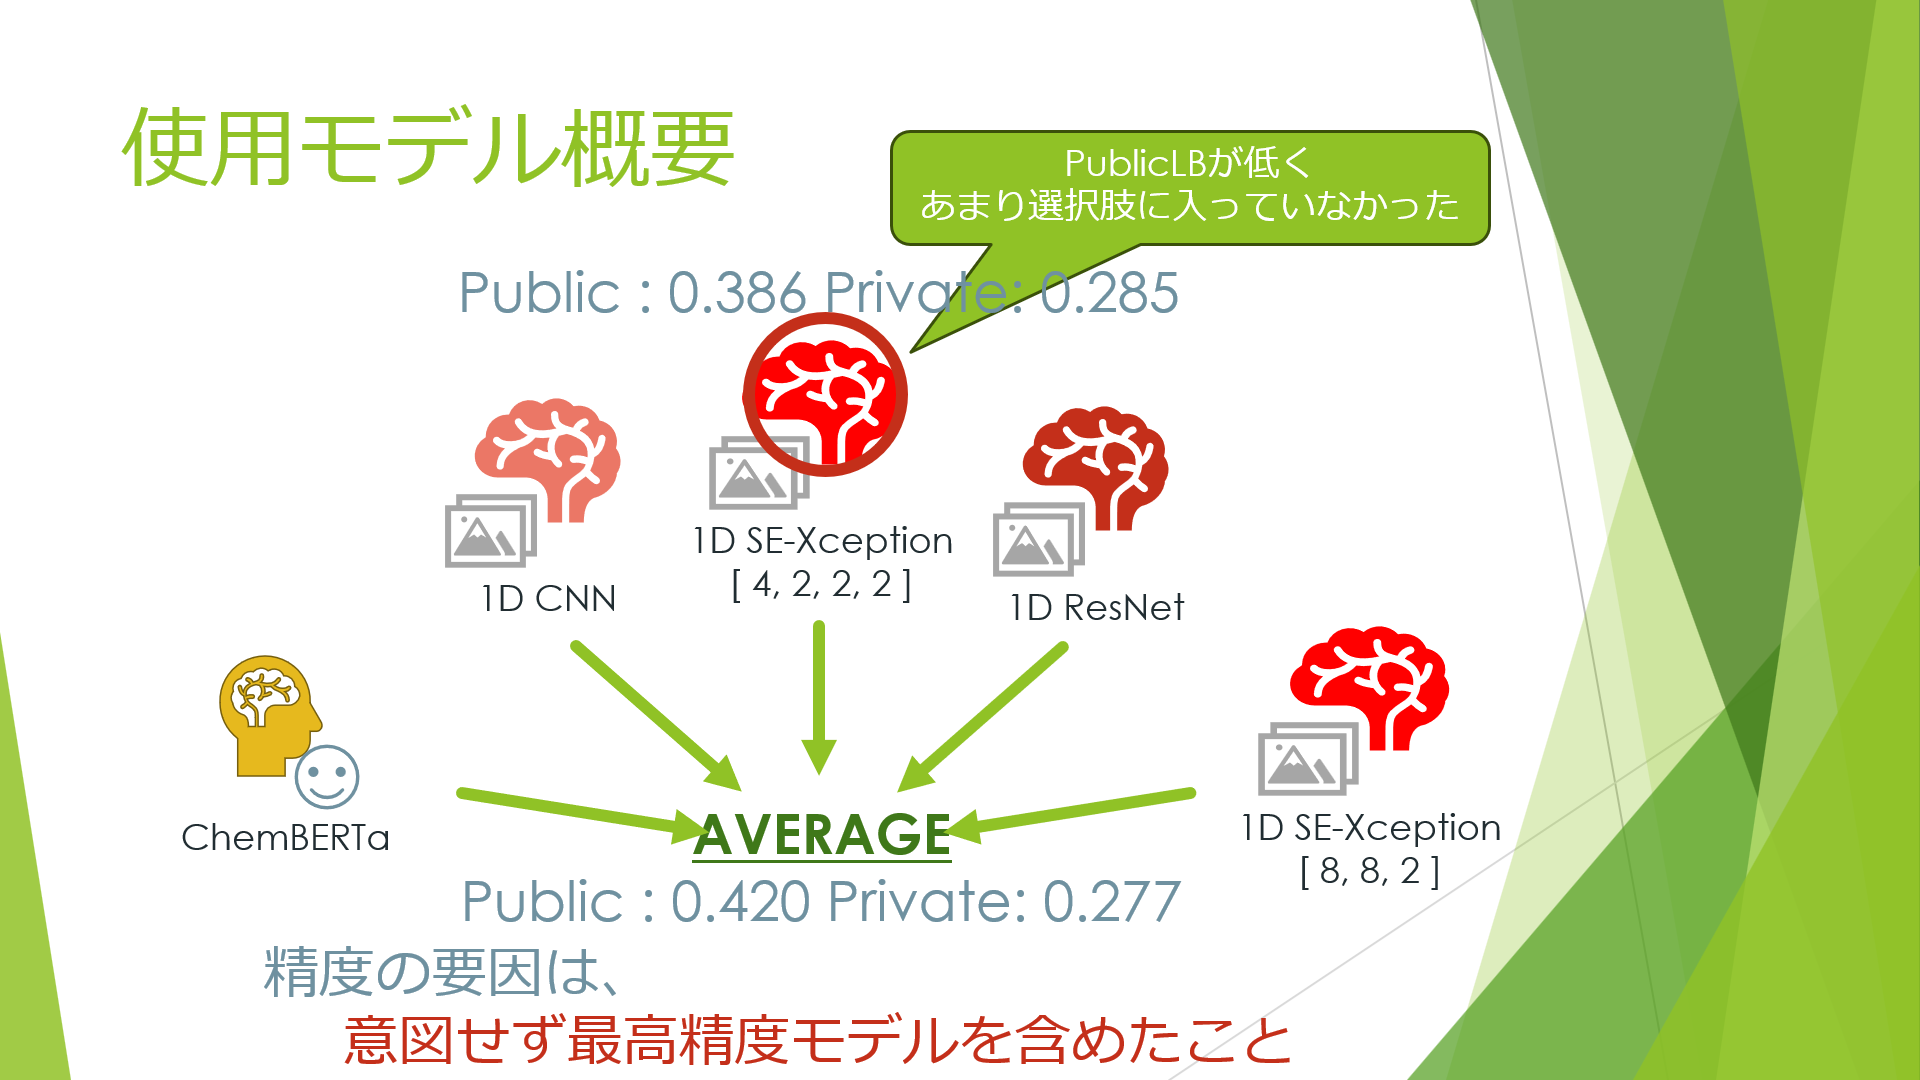 使用モデル概要
PublicLBが低く
あまり選択肢に入っていなかった
Public : 0.386 Private: 0.285
1D CNN
1D SE-Xception
[ 4, 2, 2, 2 ]
1D ResNet
ChemBERTa
1D SE-Xception
[ 8, 8, 2 ]
AVERAGE
Public : 0.420 Private: 0.277
精度の要因は、
意図せず最高精度モデルを含めたこと